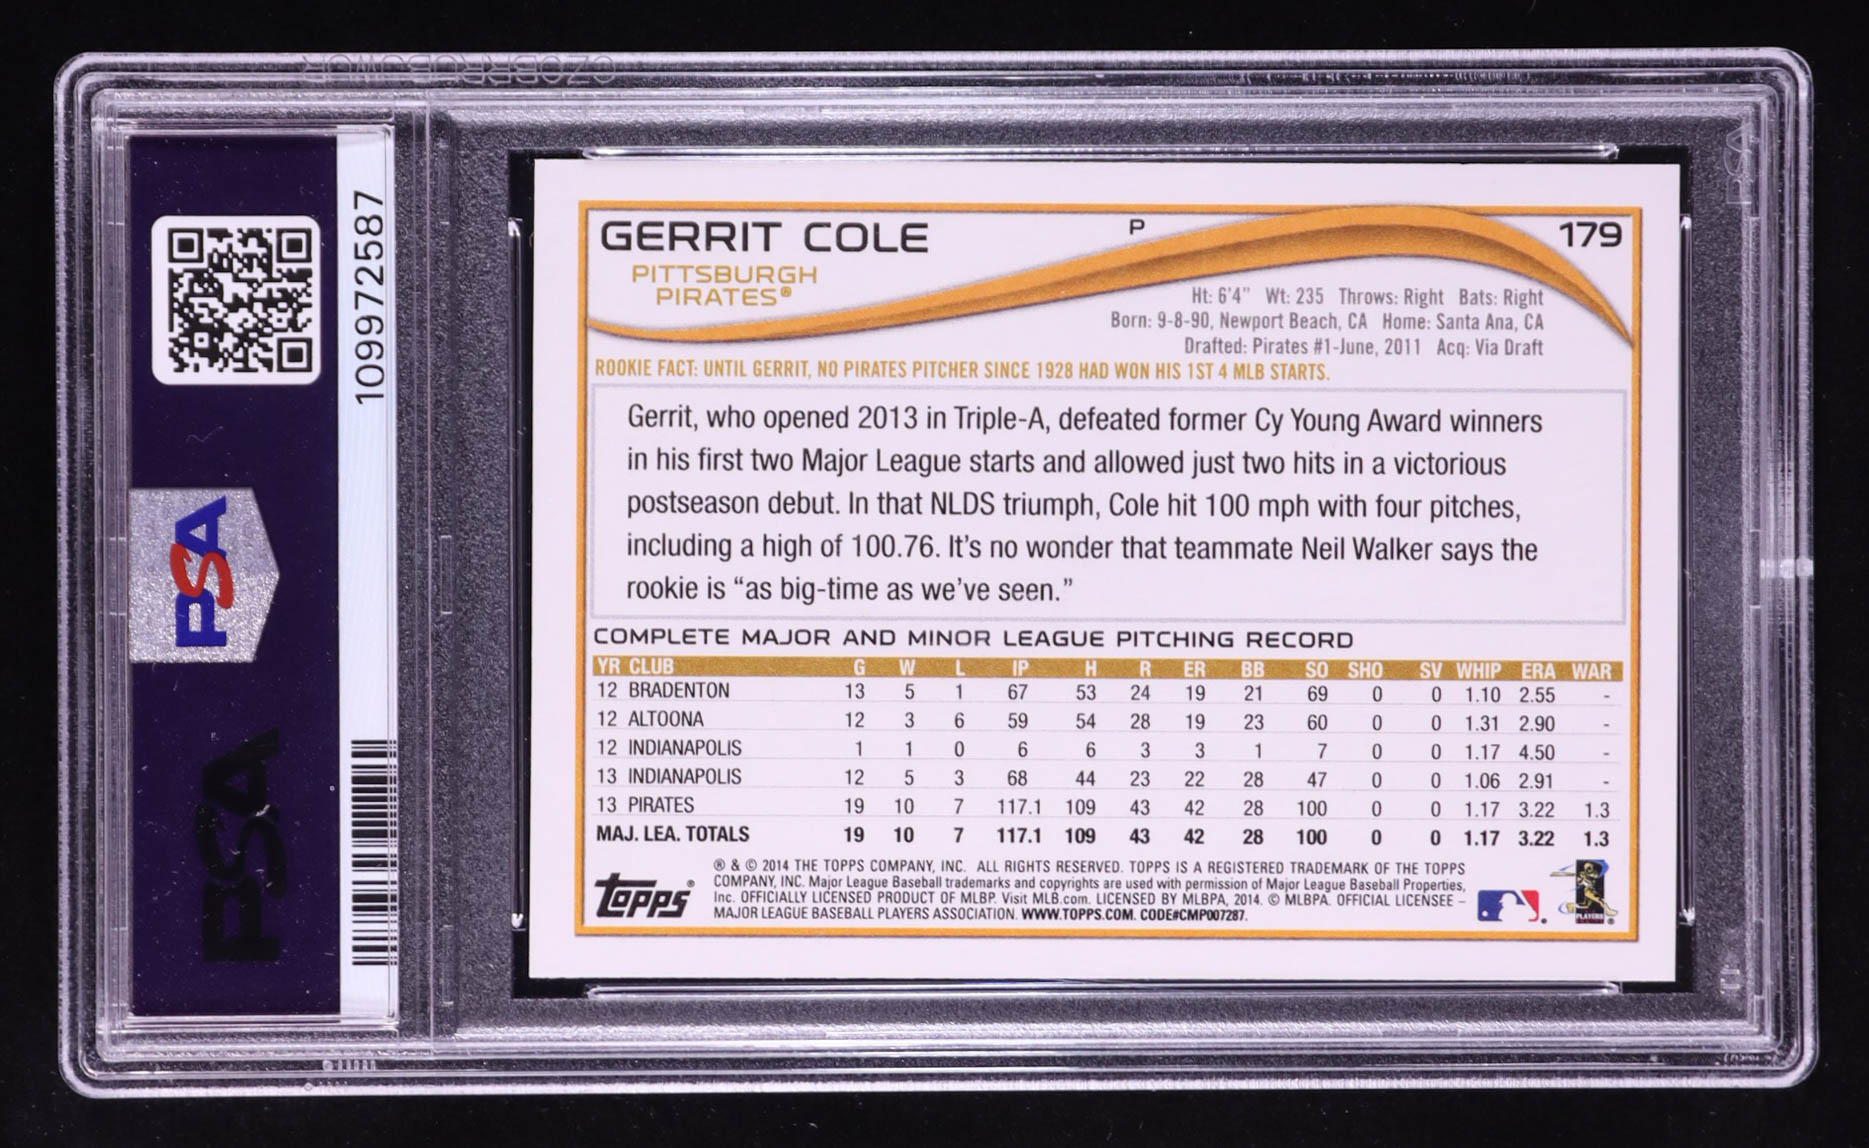 109972587
PSA
PSA
GERRIT COLE
P
179
PITTSBURGH
PIRATES®
Ht: 6'4" Wt: 235 Throws: Right Bats: Right
Born: 9-8-90, Newport Beach, CA Home: Santa Ana, CA
Drafted: Pirates #1-June, 2011 Acq: Via Draft
ROOKIE FACT: UNTIL GERRIT, NO PIRATES PITCHER SINCE 1928 HAD WON HIS 1ST 4 MLB STARTS.
Gerrit, who opened 2013 in Triple-A, defeated former Cy Young Award winners
in his first two Major League starts and allowed just two hits in a victorious
postseason debut. In that NLDS triumph, Cole hit 100 mph with four pitches,
including a high of 100.76. It's no wonder that teammate Neil Walker says the
rookie is “as big-time as we've seen.”
COMPLETE MAJOR AND MINOR LEAGUE PITCHING RECORD
YR CLUB G W L IP H R ER BB SO SHO SV WHIP ERA WAR
12 BRADENTON 13 5 1 67 53 24 19 21 69 0 0 1.10 2.55 -
12 ALTOONA 12 3 6 59 54 28 19 23 60 0 0 1.31 2.90 -
12 INDIANAPOLIS 1 1 0 6 6 3 3 1 7 0 0 1.17 4.50 -
13 INDIANAPOLIS 12 5 3 68 44 23 22 28 47 0 0 1.06 2.91 -
13 PIRATES 19 10 7 117.1 109 43 42 28 100 0 0 1.17 3.22 1.3
MAJ. LEA. TOTALS 19 10 7 117.1 109 43 42 28 100 0 0 1.17 3.22 1.3
® & © 2014 THE TOPPS COMPANY, INC. ALL RIGHTS RESERVED. TOPPS IS A REGISTERED TRADEMARK OF THE TOPPS
COMPANY, INC. Major League Baseball trademarks and copyrights are used with permission of Major League Baseball Properties,
Inc. OFFICIALLY LICENSED PRODUCT OF MLBP. Visit MLB.com. LICENSED BY MLBPA, 2014. © MLBPA. OFFICIAL LICENSEE –
MAJOR LEAGUE BASEBALL PLAYERS ASSOCIATION. WWW.TOPPS.COM. CODE#CMP007287.
Topps®
PLAYERS